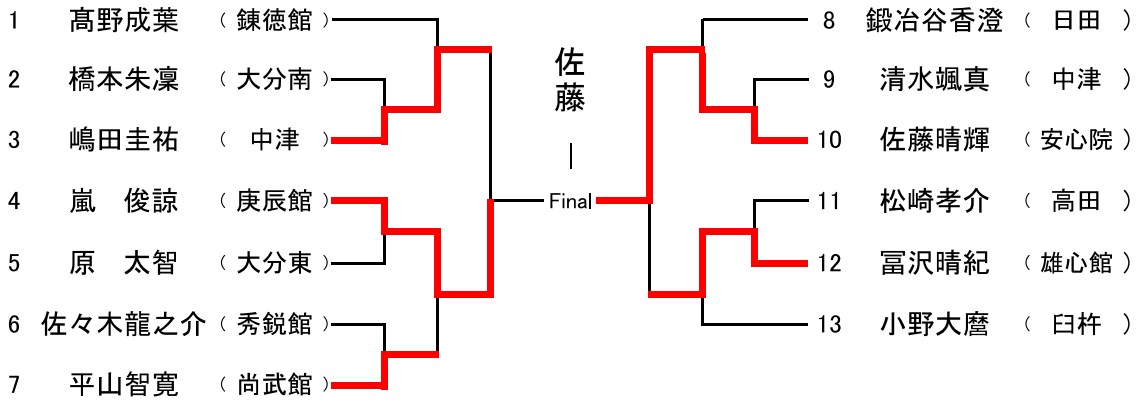 1 髙野成葉 （錬徳館）
2 橋本朱凜 （大分南）
3 嶋田圭祐 （ 中津 ）
4 嵐 俊諒 （庚辰館）
5 原 太智 （大分東）
6 佐々木龍之介 （秀鋭館）
7 平山智寛 （尚武館）
佐藤 ｜
Final
8 鍛冶谷香澄 （ 日田 ）
9 清水颯真 （ 中津 ）
10 佐藤晴輝 （安心院）
11 松崎孝介 （ 高田 ）
12 冨沢晴紀 （雄心館）
13 小野大麿 （ 臼杵 ）